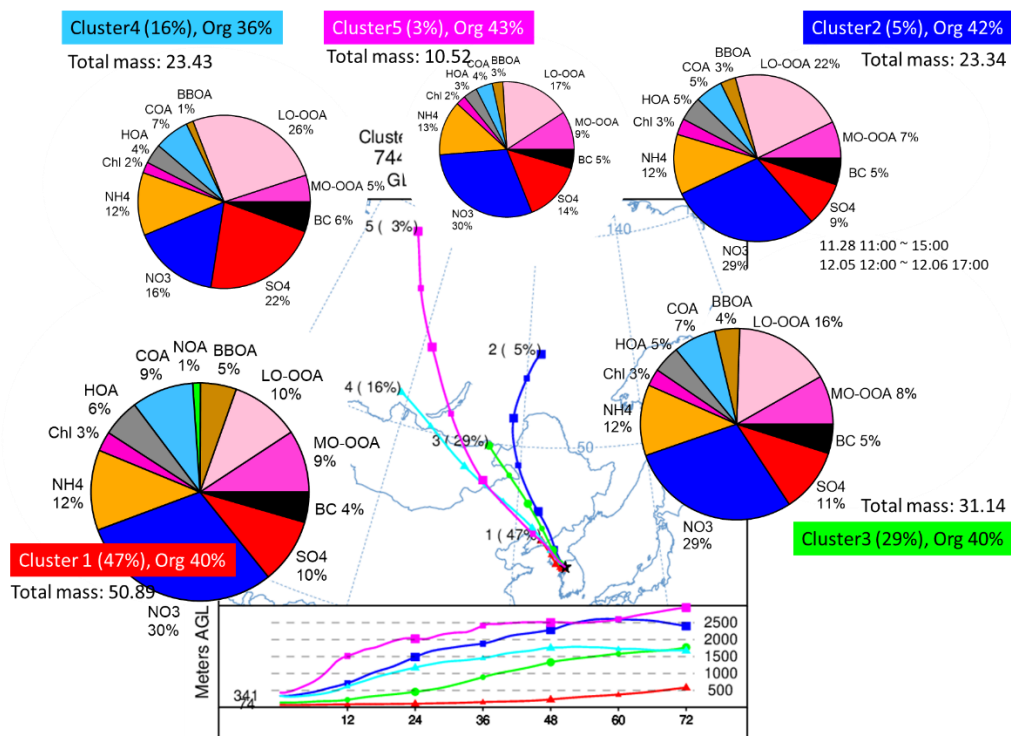 Cluster4 (16%), Org 36%
Total mass: 23.43
BBOA
1%
COA
7%
HOA
4%
Chl 2%
NH4
12%
NO3
16%
SO4
22%
BC 6%
MO-OOA 5%
LO-OOA
26%
Cluster5 (3%), Org 43%
Total mass: 10.52
COA
4%
BBOA
3%
HOA
3%
Chl 2%
NH4
13%
NO3
30%
SO4
14%
BC 5%
MO-OOA
9%
LO-OOA
17%
Cluster2 (5%), Org 42%
Total mass: 23.34
BBOA
3%
COA
5%
HOA 5%
Chl 3%
NH4
12%
NO3
29%
SO4
9%
BC 5%
MO-OOA 7%
LO-OOA 22%
11.28 11:00 ~ 15:00
12.05 12:00 ~ 12.06 17:00
Cluste
744
GD
140
50
5 ( 3%)
2 ( 5%)
4 (16%)
3 (29%)
1 (47%)
NOA
1%
COA
9%
BBOA
5%
HOA
6%
Chl 3%
NH4
12%
NO3
30%
SO4
10%
BC 4%
MO-OOA
9%
LO-OOA
10%
Cluster 1 (47%), Org 40%
Total mass: 50.89
BBOA
4%
COA
7%
HOA 5%
Chl 3%
NH4
12%
NO3
29%
SO4
11%
BC 5%
MO-OOA 8%
LO-OOA 16%
Total mass: 31.14
Cluster3 (29%), Org 40%
Meters AGL
2500
2000
1500
1000
500
341
74
12
24
36
48
60
72